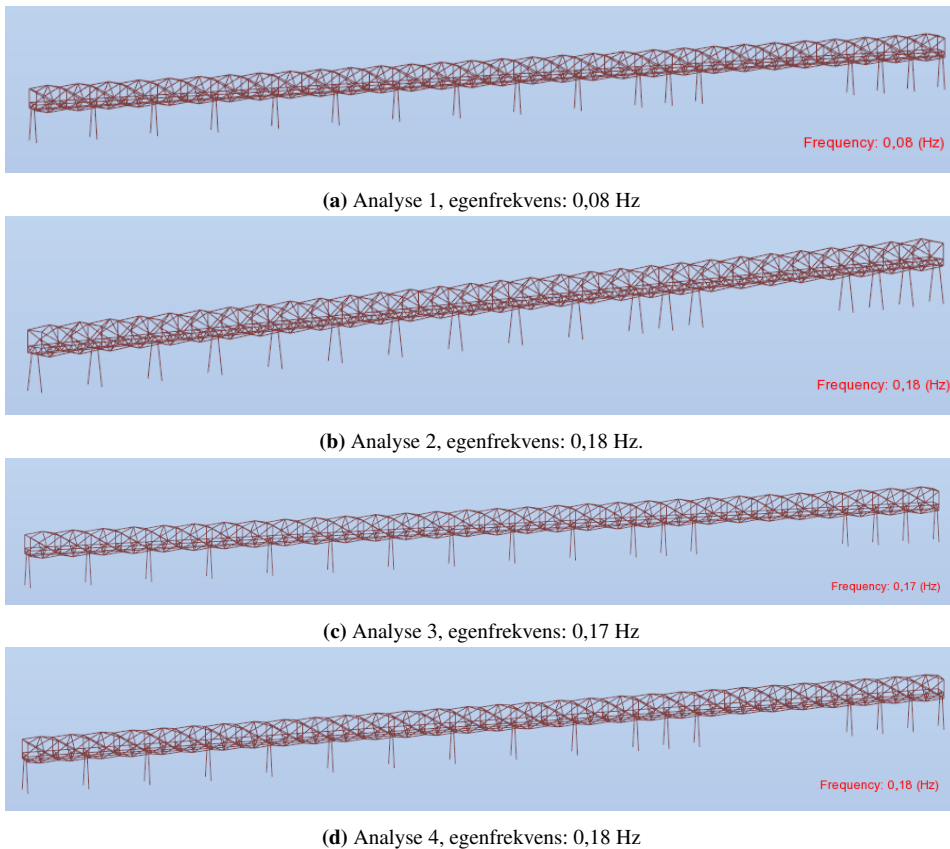 Frequency: 0,08 (Hz)
(a) Analyse 1, egenfrekvens: 0,08 Hz
Frequency: 0,18 (Hz)
(b) Analyse 2, egenfrekvens: 0,18 Hz.
Frequency: 0,17 (Hz)
(c) Analyse 3, egenfrekvens: 0,17 Hz
Frequency: 0,18 (Hz)
(d) Analyse 4, egenfrekvens: 0,18 Hz